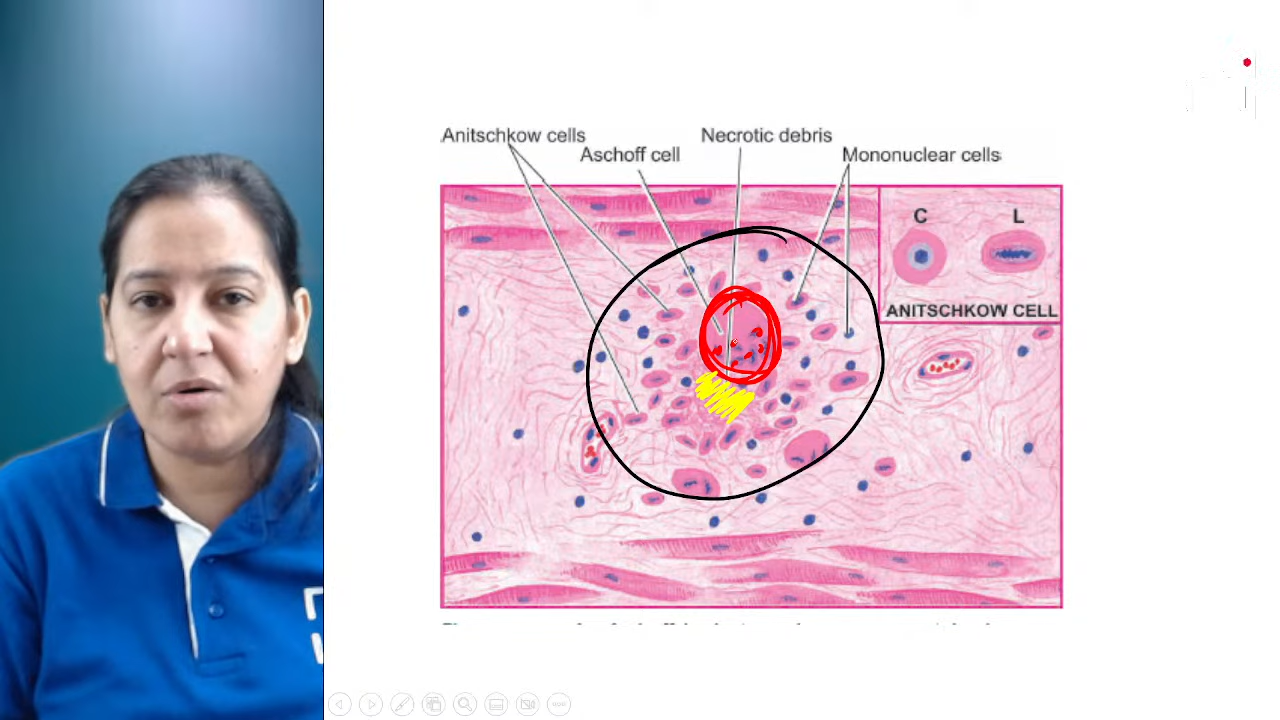 Anitschkow cells
Necrotic debris
Aschoff cell
Mononuclear cells
C
L
ANITSCHKOW CELL